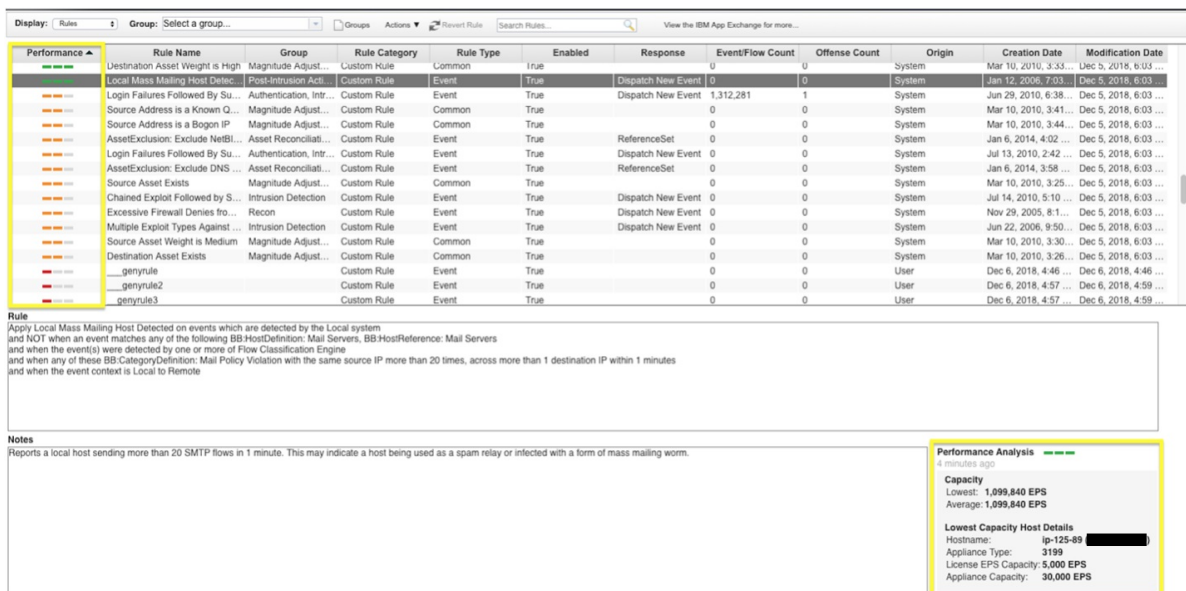 Display: Rules Group: Select a group... Groups Actions ▼ Revert Rule Search Rules... View the IBM App Exchange for more...
Performance ▲ Rule Name Group Rule Category Rule Type Enabled Response Event/Flow Count Offense Count Origin Creation Date Modification Date
Destination Asset Weight is High Magnitude Adjust... Custom Rule Common True 0 0 System Mar 10, 2010, 3:33... Dec 5, 2018, 6:03 ...
Local Mass Mailing Host Detec... Post-Intrusion Acti... Custom Rule Event True Dispatch New Event 0 0 System Jan 12, 2006, 7:03... Dec 5, 2018, 6:03 ...
Login Failures Followed By Su... Authentication, Intr... Custom Rule Event True Dispatch New Event 1,312,281 1 System Jun 29, 2010, 6:38... Dec 5, 2018, 6:03 ...
Source Address is a Known Q... Magnitude Adjust... Custom Rule Common True 0 0 System Mar 10, 2010, 3:41... Dec 5, 2018, 6:03 ...
Source Address is a Bogon IP Magnitude Adjust... Custom Rule Common True 0 0 System Mar 10, 2010, 3:44... Dec 5, 2018, 6:03 ...
AssetExclusion: Exclude NetBI... Asset Reconciliati... Custom Rule Event True ReferenceSet 0 0 System Jan 6, 2014, 4:02 ... Dec 5, 2018, 6:03 ...
Login Failures Followed By Su... Authentication, Intr... Custom Rule Event True Dispatch New Event 0 0 System Jul 13, 2010, 2:42 ... Dec 5, 2018, 6:03 ...
AssetExclusion: Exclude DNS ... Asset Reconciliati... Custom Rule Event True ReferenceSet 0 0 System Jan 6, 2014, 3:58 ... Dec 5, 2018, 6:03 ...
Source Asset Exists Magnitude Adjust... Custom Rule Common True 0 0 System Mar 10, 2010, 3:25... Dec 5, 2018, 6:03 ...
Chained Exploit Followed by S... Intrusion Detection Custom Rule Event True Dispatch New Event 0 0 System Jul 14, 2010, 5:10 ... Dec 5, 2018, 6:03 ...
Excessive Firewall Denies fro... Recon Custom Rule Event True Dispatch New Event 0 0 System Nov 29, 2005, 8:1... Dec 5, 2018, 6:03 ...
Multiple Exploit Types Against ... Intrusion Detection Custom Rule Event True Dispatch New Event 0 0 System Jun 22, 2006, 9:50... Dec 5, 2018, 6:03 ...
Source Asset Weight is Medium Magnitude Adjust... Custom Rule Common True 0 0 System Mar 10, 2010, 3:30... Dec 5, 2018, 6:03 ...
Destination Asset Exists Magnitude Adjust... Custom Rule Common True 0 0 System Mar 10, 2010, 3:26... Dec 5, 2018, 6:03 ...
___genyrule Custom Rule Event True 0 0 User Dec 6, 2018, 4:46 ... Dec 6, 2018, 4:46 ...
___genyrule2 Custom Rule Event True 0 0 User Dec 6, 2018, 4:57 ... Dec 6, 2018, 4:59 ...
__genyrule3 Custom Rule Event True 0 0 User Dec 6, 2018, 4:57 ... Dec 6, 2018, 4:59 ...
Rule
Apply Local Mass Mailing Host Detected on events which are detected by the Local system
and NOT when an event matches any of the following BB:HostDefinition: Mail Servers, BB:HostReference: Mail Servers
and when the event(s) were detected by one or more of Flow Classification Engine
and when any of these BB:CategoryDefinition: Mail Policy Violation with the same source IP more than 20 times, across more than 1 destination IP within 1 minutes
and when the event context is Local to Remote
Notes
Reports a local host sending more than 20 SMTP flows in 1 minute. This may indicate a host being used as a spam relay or infected with a form of mass mailing worm.
Performance Analysis
4 minutes ago
Capacity
Lowest: 1,099,840 EPS
Average: 1,099,840 EPS
Lowest Capacity Host Details
Hostname: ip-125-89 ( )
Appliance Type: 3199
License EPS Capacity: 5,000 EPS
Appliance Capacity: 30,000 EPS